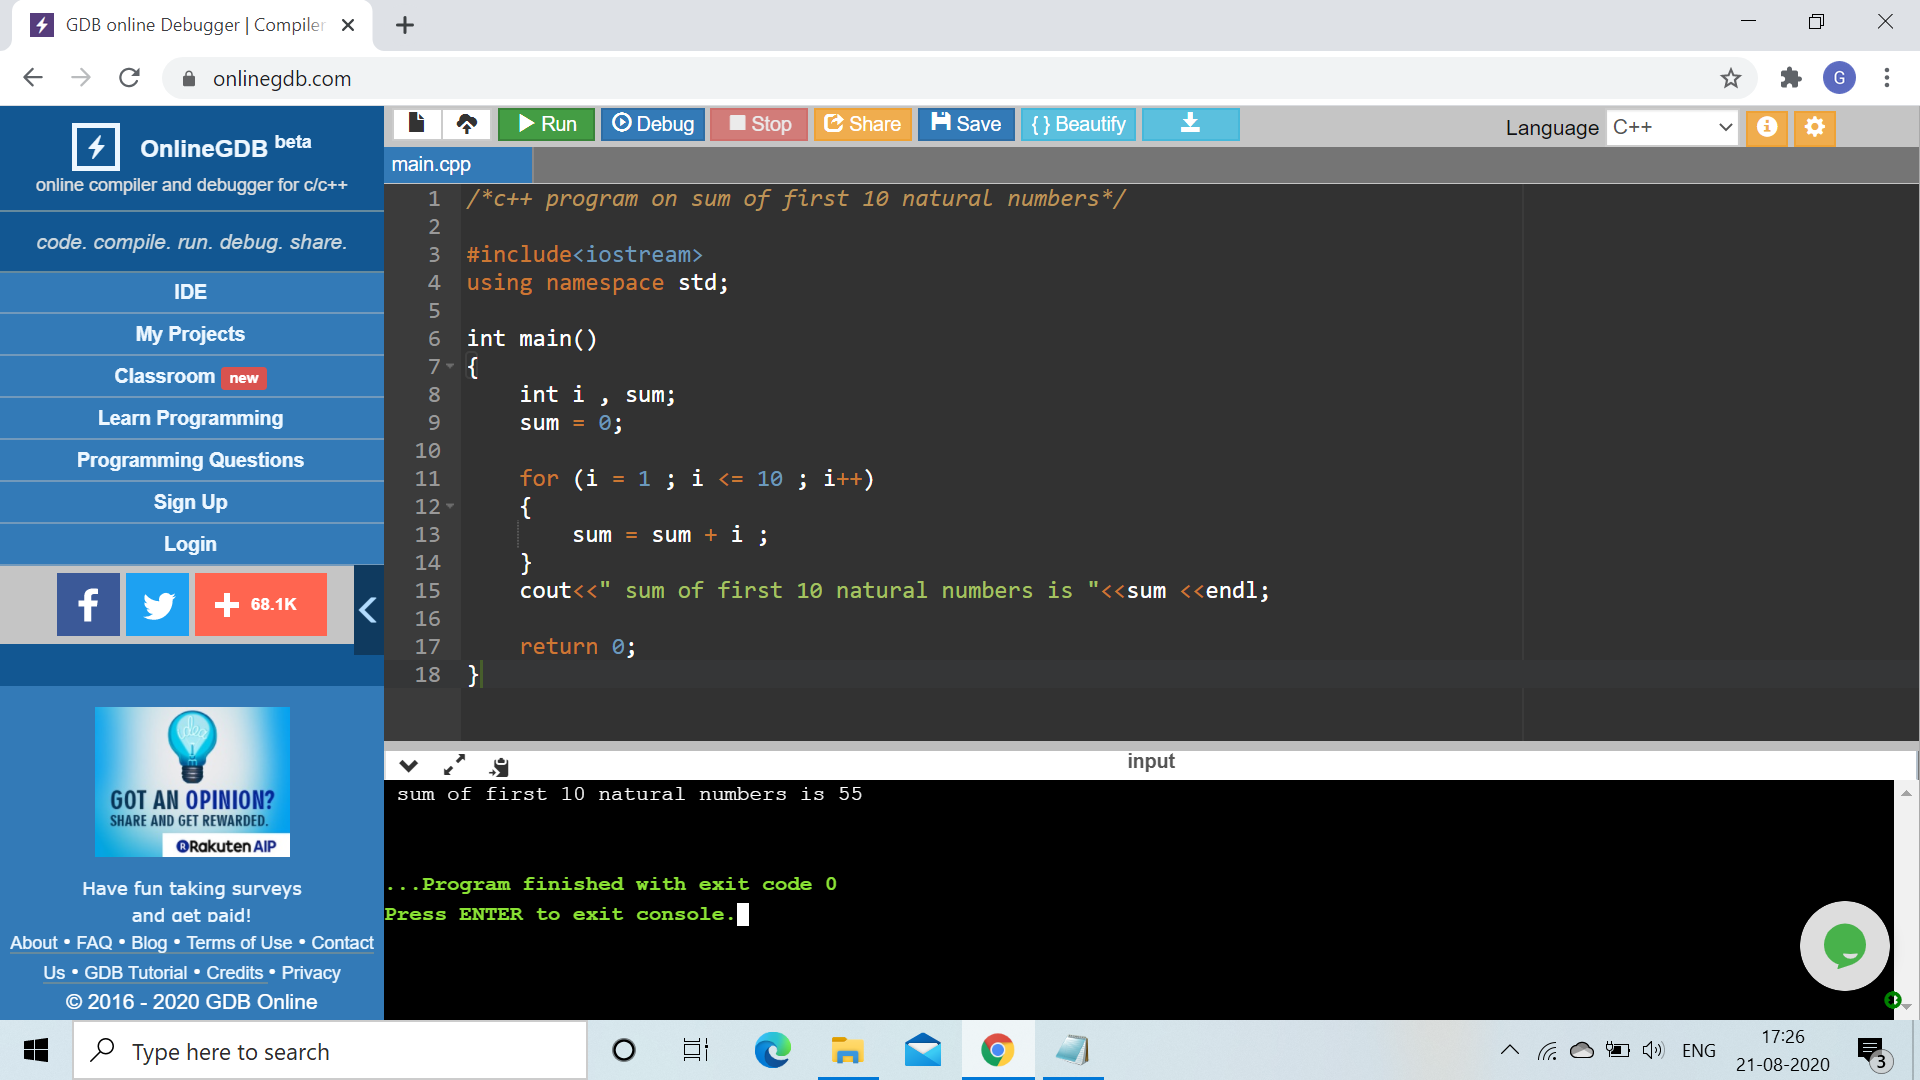 GDB online Debugger | Compiler
onlinegdb.com
G
OnlineGDB beta
online compiler and debugger for c/c++
code. compile. run. debug. share.
IDE
My Projects
Classroom new
Learn Programming
Programming Questions
Sign Up
Login
f
68.1K
idea
GOT AN OPINION?
SHARE AND GET REWARDED.
Rakuten AIP
Have fun taking surveys
and get paid!
About • FAQ • Blog • Terms of Use • Contact
Us • GDB Tutorial • Credits • Privacy
© 2016 - 2020 GDB Online
Run Debug Stop Share Save {} Beautify
Language C++
main.cpp
1 /*c++ program on sum of first 10 natural numbers*/
2
3 #include<iostream>
4 using namespace std;
5
6 int main()
7 {
8 int i , sum;
9 sum = 0;
10
11 for (i = 1 ; i <= 10 ; i++)
12 {
13 sum = sum + i ;
14 }
15 cout<<" sum of first 10 natural numbers is "<<sum <<endl;
16
17 return 0;
18 }
input
sum of first 10 natural numbers is 55
...Program finished with exit code 0
Press ENTER to exit console.
Type here to search
ENG
17:26
21-08-2020
3